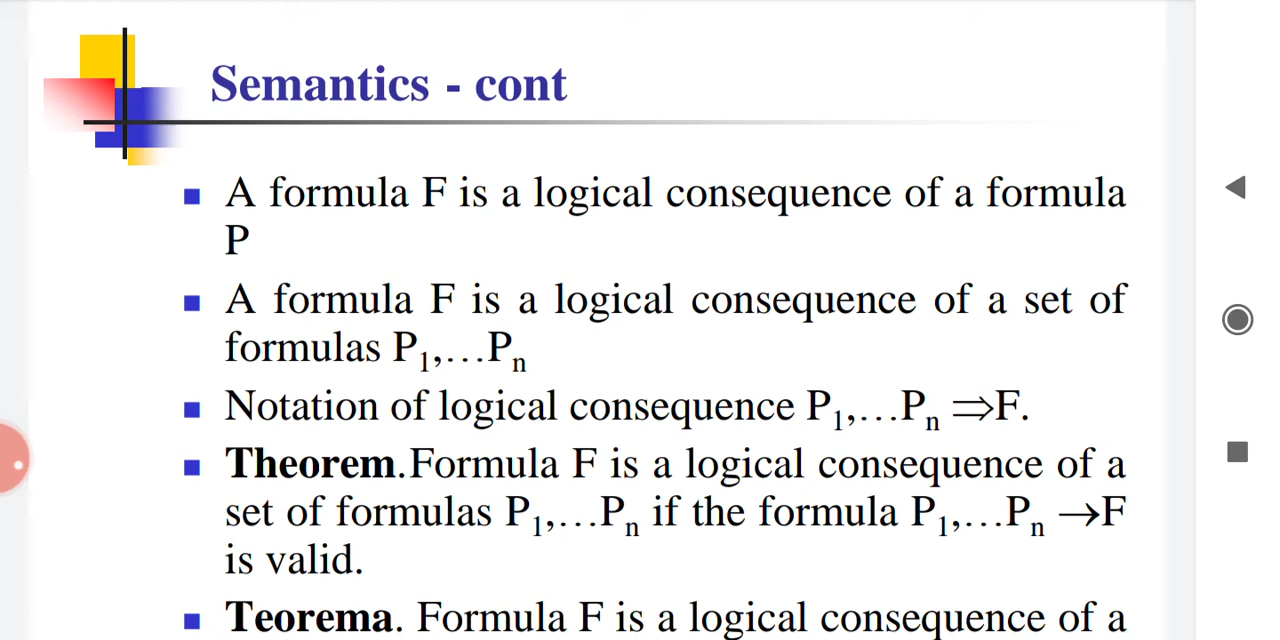 Semantics - cont
A formula F is a logical consequence of a formula
P
A formula F is a logical consequence of a set of
formulas P₁,…Pₙ
Notation of logical consequence P₁,…Pₙ ⇒F.
Theorem.Formula F is a logical consequence of a
set of formulas P₁,…Pₙ if the formula P₁,…Pₙ →F
is valid.
Teorema. Formula F is a logical consequence of a